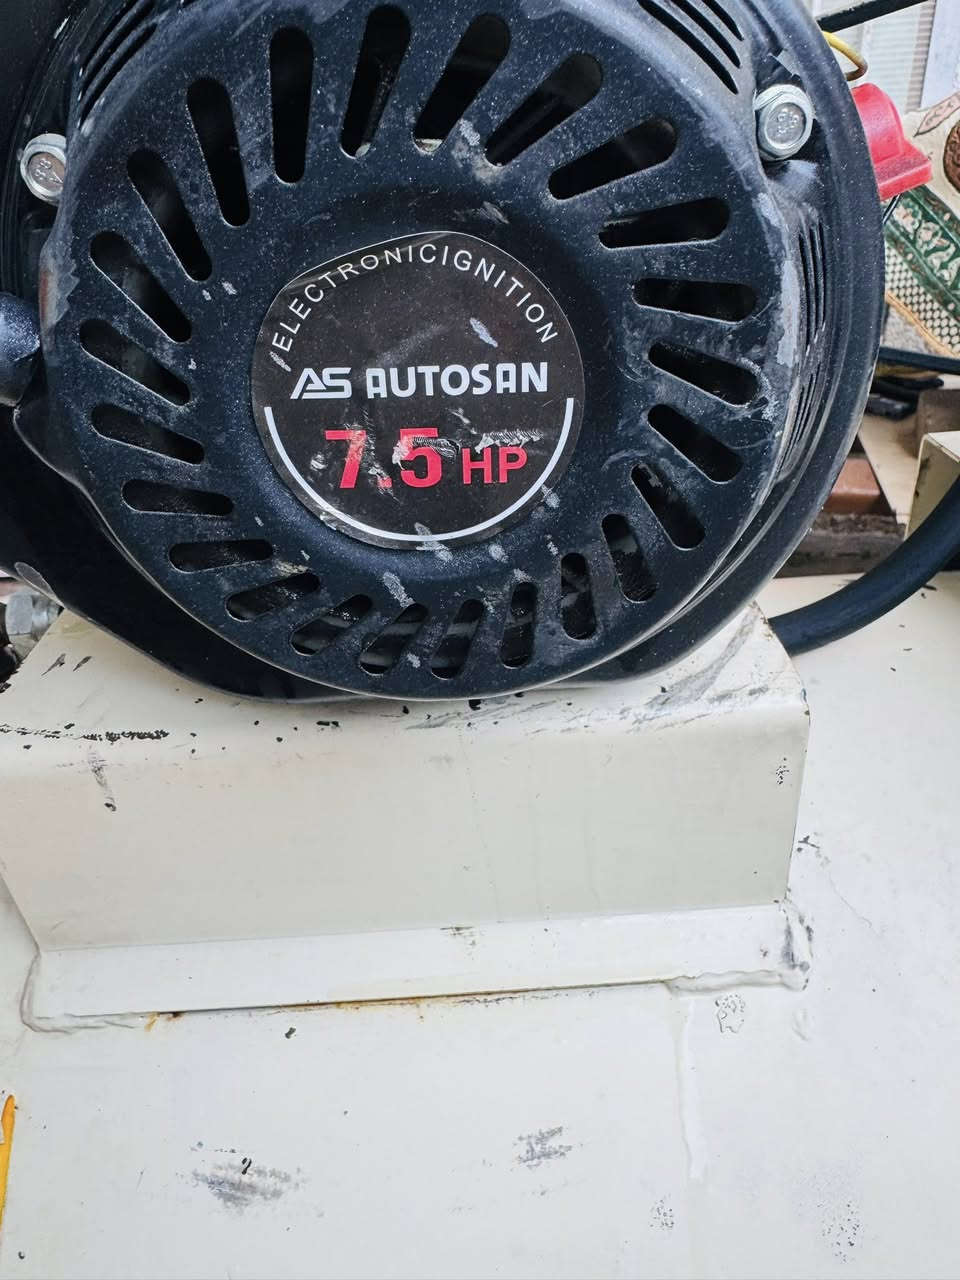 ELECTRONICIGNITION
AS AUTOSAN
7.5 HP